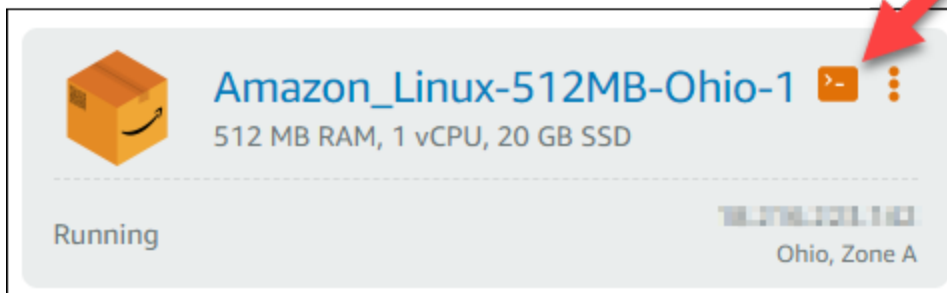 Amazon_Linux-512MB-Ohio-1
512 MB RAM, 1 vCPU, 20 GB SSD
Running
Ohio, Zone A